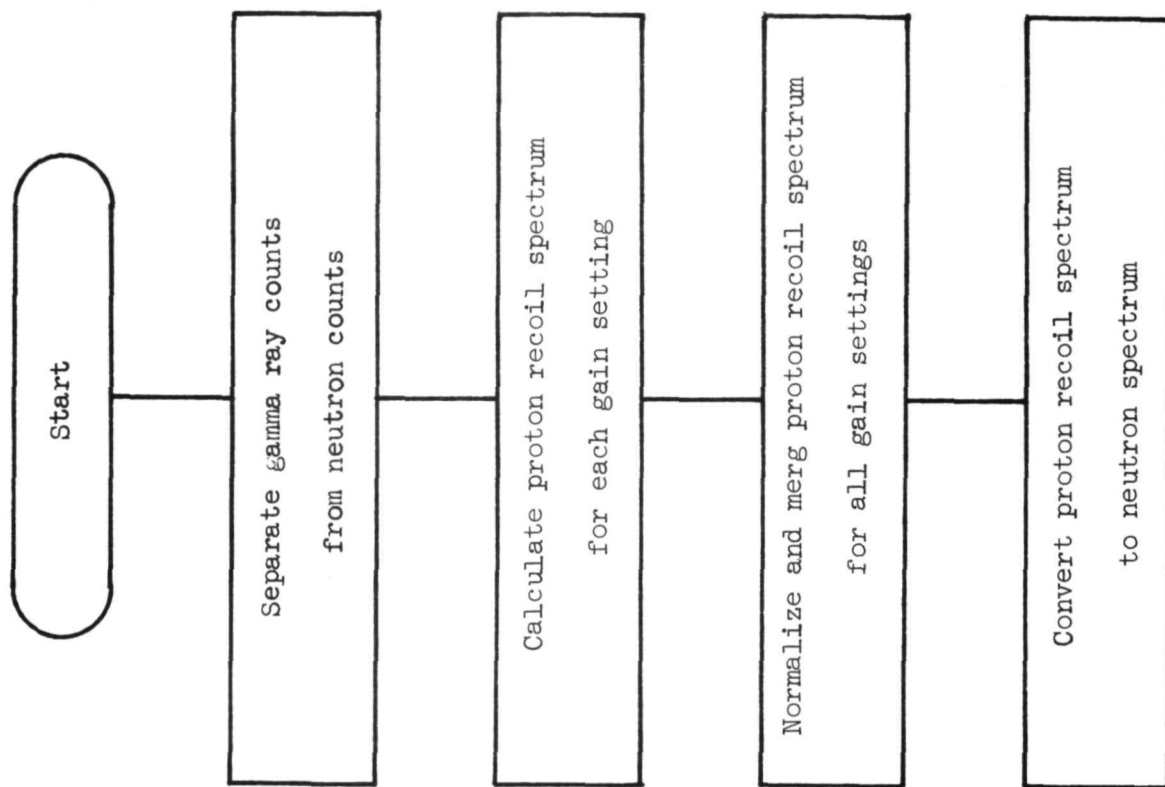 Start
Separate gamma ray counts
from neutron counts
Calculate proton recoil spectrum
for each gain setting
Normalize and merg proton recoil spectrum
for all gain settings
Convert proton recoil spectrum
to neutron spectrum